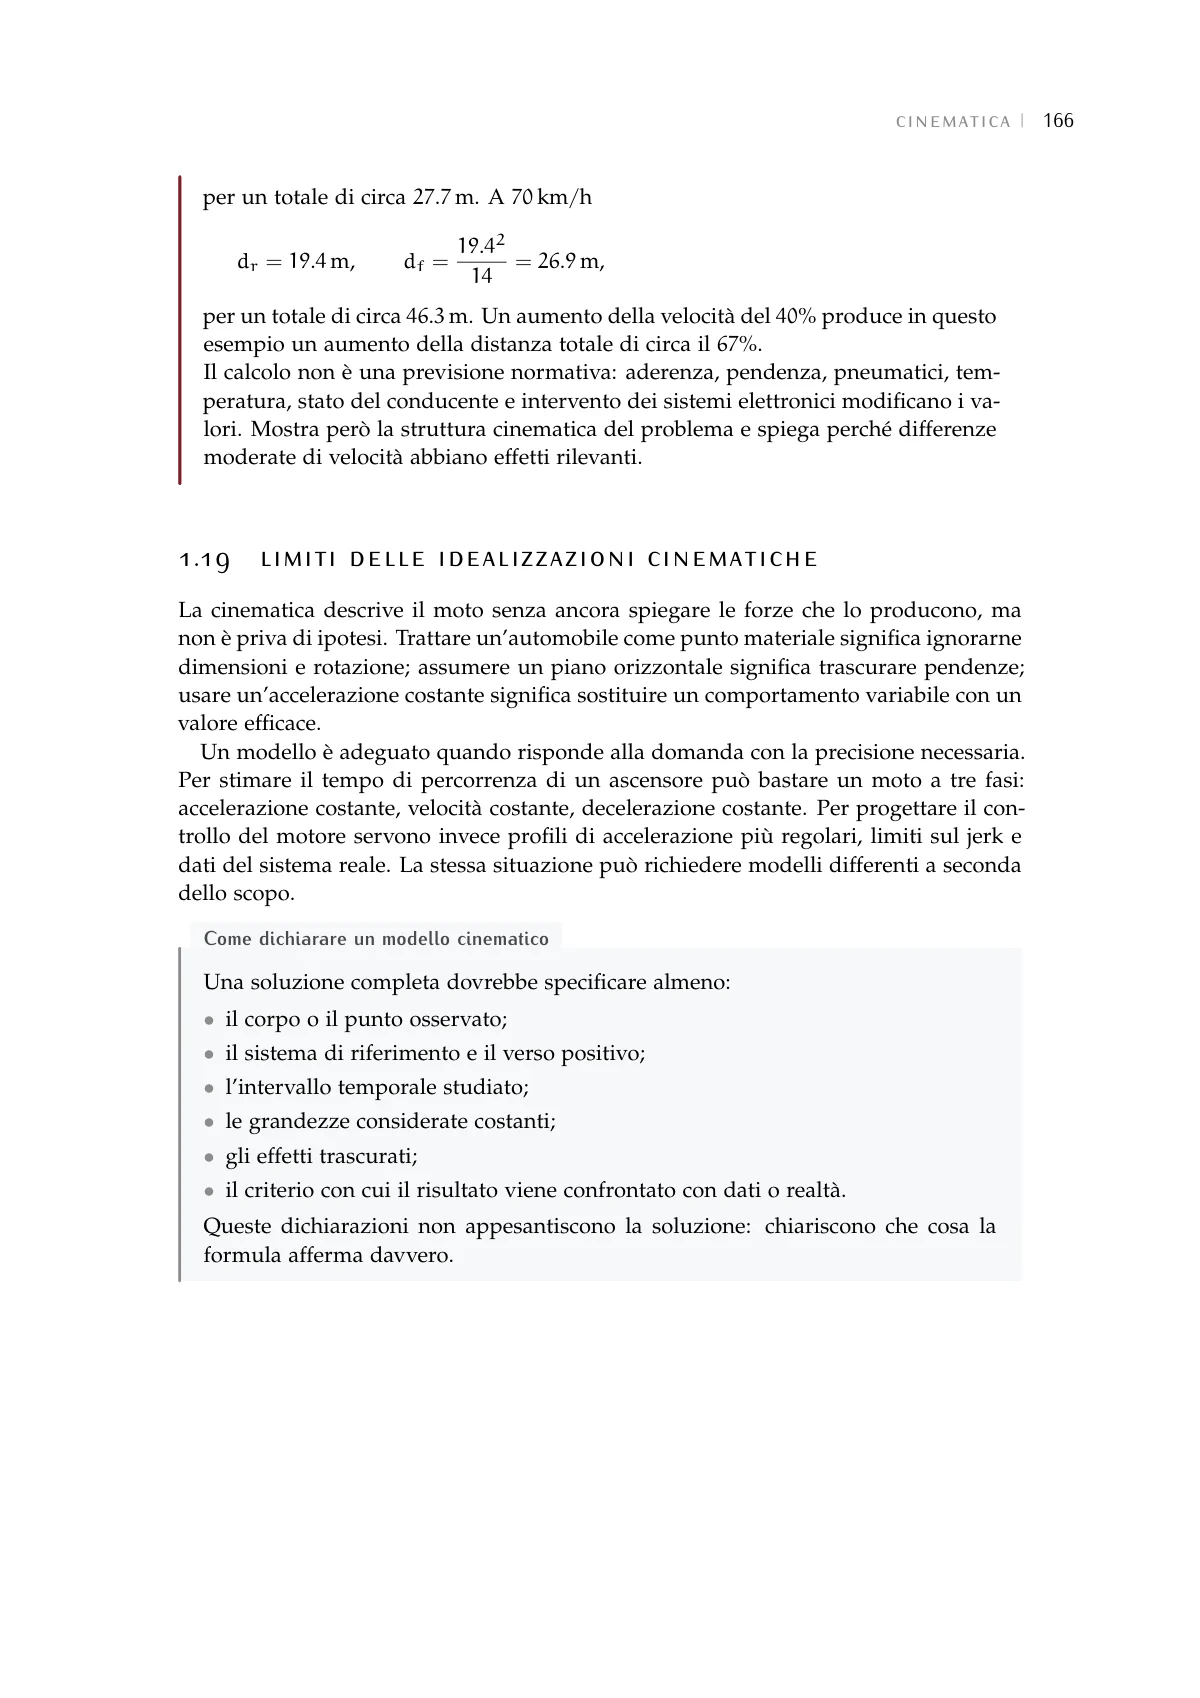 CINEMATICA | 166
per un totale di circa 27.7 m. A 70 km/h
d_r = 19.4 m, d_f = 19.4²/14 = 26.9 m,
per un totale di circa 46.3 m. Un aumento della velocità del 40% produce in questo
esempio un aumento della distanza totale di circa il 67%.
Il calcolo non è una previsione normativa: aderenza, pendenza, pneumatici, tem-
peratura, stato del conducente e intervento dei sistemi elettronici modificano i va-
lori. Mostra però la struttura cinematica del problema e spiega perché differenze
moderate di velocità abbiano effetti rilevanti.
1.19 LIMITI DELLE IDEALIZZAZIONI CINEMATICHE
La cinematica descrive il moto senza ancora spiegare le forze che lo producono, ma
non è priva di ipotesi. Trattare un'automobile come punto materiale significa ignorarne
dimensioni e rotazione; assumere un piano orizzontale significa trascurare pendenze;
usare un'accelerazione costante significa sostituire un comportamento variabile con un
valore efficace.
Un modello è adeguato quando risponde alla domanda con la precisione necessaria.
Per stimare il tempo di percorrenza di un ascensore può bastare un moto a tre fasi:
accelerazione costante, velocità costante, decelerazione costante. Per progettare il con-
trollo del motore servono invece profili di accelerazione più regolari, limiti sul jerk e
dati del sistema reale. La stessa situazione può richiedere modelli differenti a seconda
dello scopo.
Come dichiarare un modello cinematico
Una soluzione completa dovrebbe specificare almeno:
• il corpo o il punto osservato;
• il sistema di riferimento e il verso positivo;
• l'intervallo temporale studiato;
• le grandezze considerate costanti;
• gli effetti trascurati;
• il criterio con cui il risultato viene confrontato con dati o realtà.
Queste dichiarazioni non appesantiscono la soluzione: chiariscono che cosa la
formula afferma davvero.